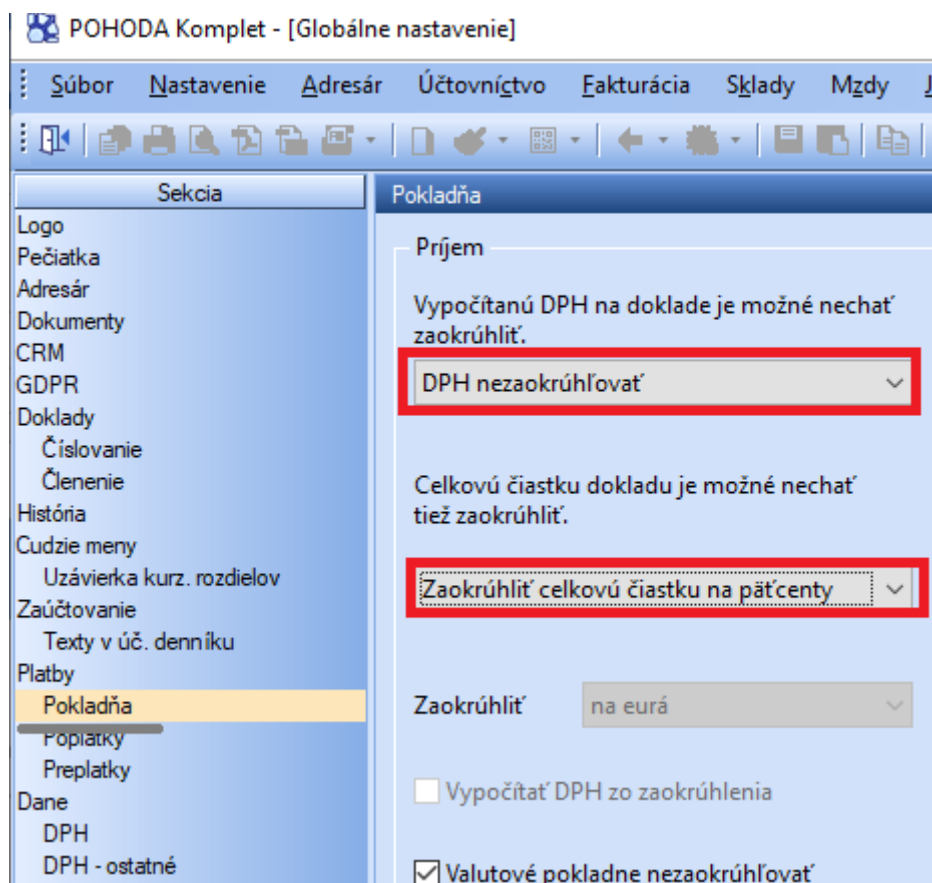 POHODA Komplet - [Globálne nastavenie]
Súbor Nastavenie Adresár Účtovníctvo Fakturácia Sklady Mzdy J
Sekcia
Logo
Pečiatka
Adresár
Dokumenty
CRM
GDPR
Doklady
Číslovanie
Členenie
História
Cudzie meny
Uzávierka kurz. rozdielov
Zaúčtovanie
Texty v úč. denníku
Platby
Pokladňa
Poplatky
Preplatky
Dane
DPH
DPH - ostatné
Pokladňa
Príjem
Vypočítanú DPH na doklade je možné nechať
zaokrúhliť.
DPH nezaokrúhľovať
Celkovú čiastku dokladu je možné nechať
tiež zaokrúhliť.
Zaokrúhliť celkovú čiastku na päťcenty
Zaokrúhliť na eurá
Vypočítať DPH zo zaokrúhlenia
Valutové pokladne nezaokrúhľovať